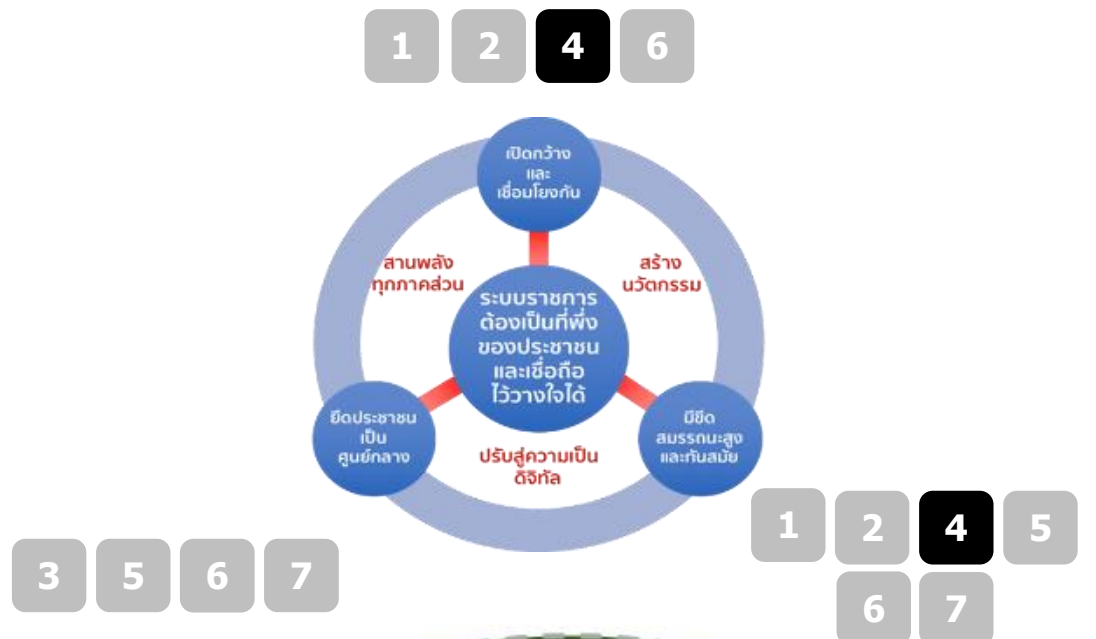 1 2 4 6
เปิดกว้าง
และ
เชื่อมโยงกัน
สานพลัง
ทุกภาคส่วน
สร้าง
นวัตกรรม
ระบบราชการ
ต้องเป็นที่พึ่ง
ของประชาชน
และเชื่อถือ
ไว้วางใจได้
ยึดประชาชน
เป็น
ศูนย์กลาง
มีขีด
สมรรถนะสูง
และทันสมัย
ปรับสู่ความเป็น
ดิจิทัล
1 2 4 5
3 5 6 7
6 7